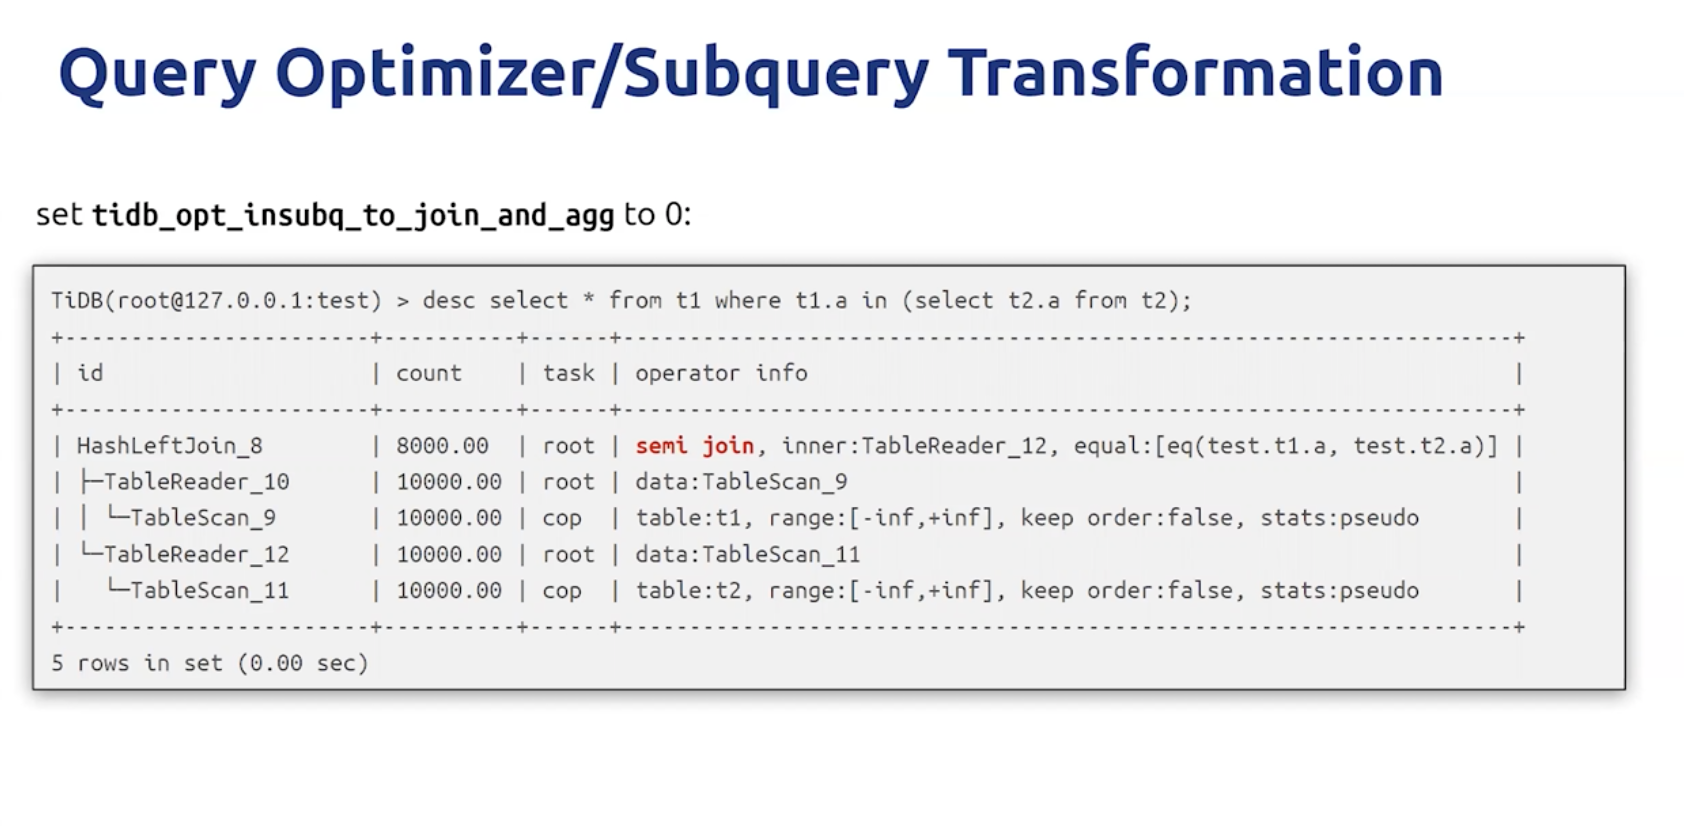 Query Optimizer/Subquery Transformation
set tidb_opt_insubq_to_join_and_agg to 0:
TiDB(root@127.0.0.1:test) > desc select * from t1 where t1.a in (select t2.a from t2);
+-----------------------+----------+------+-------------------------------------------------------------------+
| id                    | count    | task | operator info                                                     |
+-----------------------+----------+------+-------------------------------------------------------------------+
| HashLeftJoin_8        | 8000.00  | root | semi join, inner:TableReader_12, equal:[eq(test.t1.a, test.t2.a)] |
| ├─TableReader_10      | 10000.00 | root | data:TableScan_9                                                  |
| │ └─TableScan_9       | 10000.00 | cop  | table:t1, range:[-inf,+inf], keep order:false, stats:pseudo       |
| └─TableReader_12      | 10000.00 | root | data:TableScan_11                                                 |
|   └─TableScan_11      | 10000.00 | cop  | table:t2, range:[-inf,+inf], keep order:false, stats:pseudo       |
+-----------------------+----------+------+-------------------------------------------------------------------+
5 rows in set (0.00 sec)